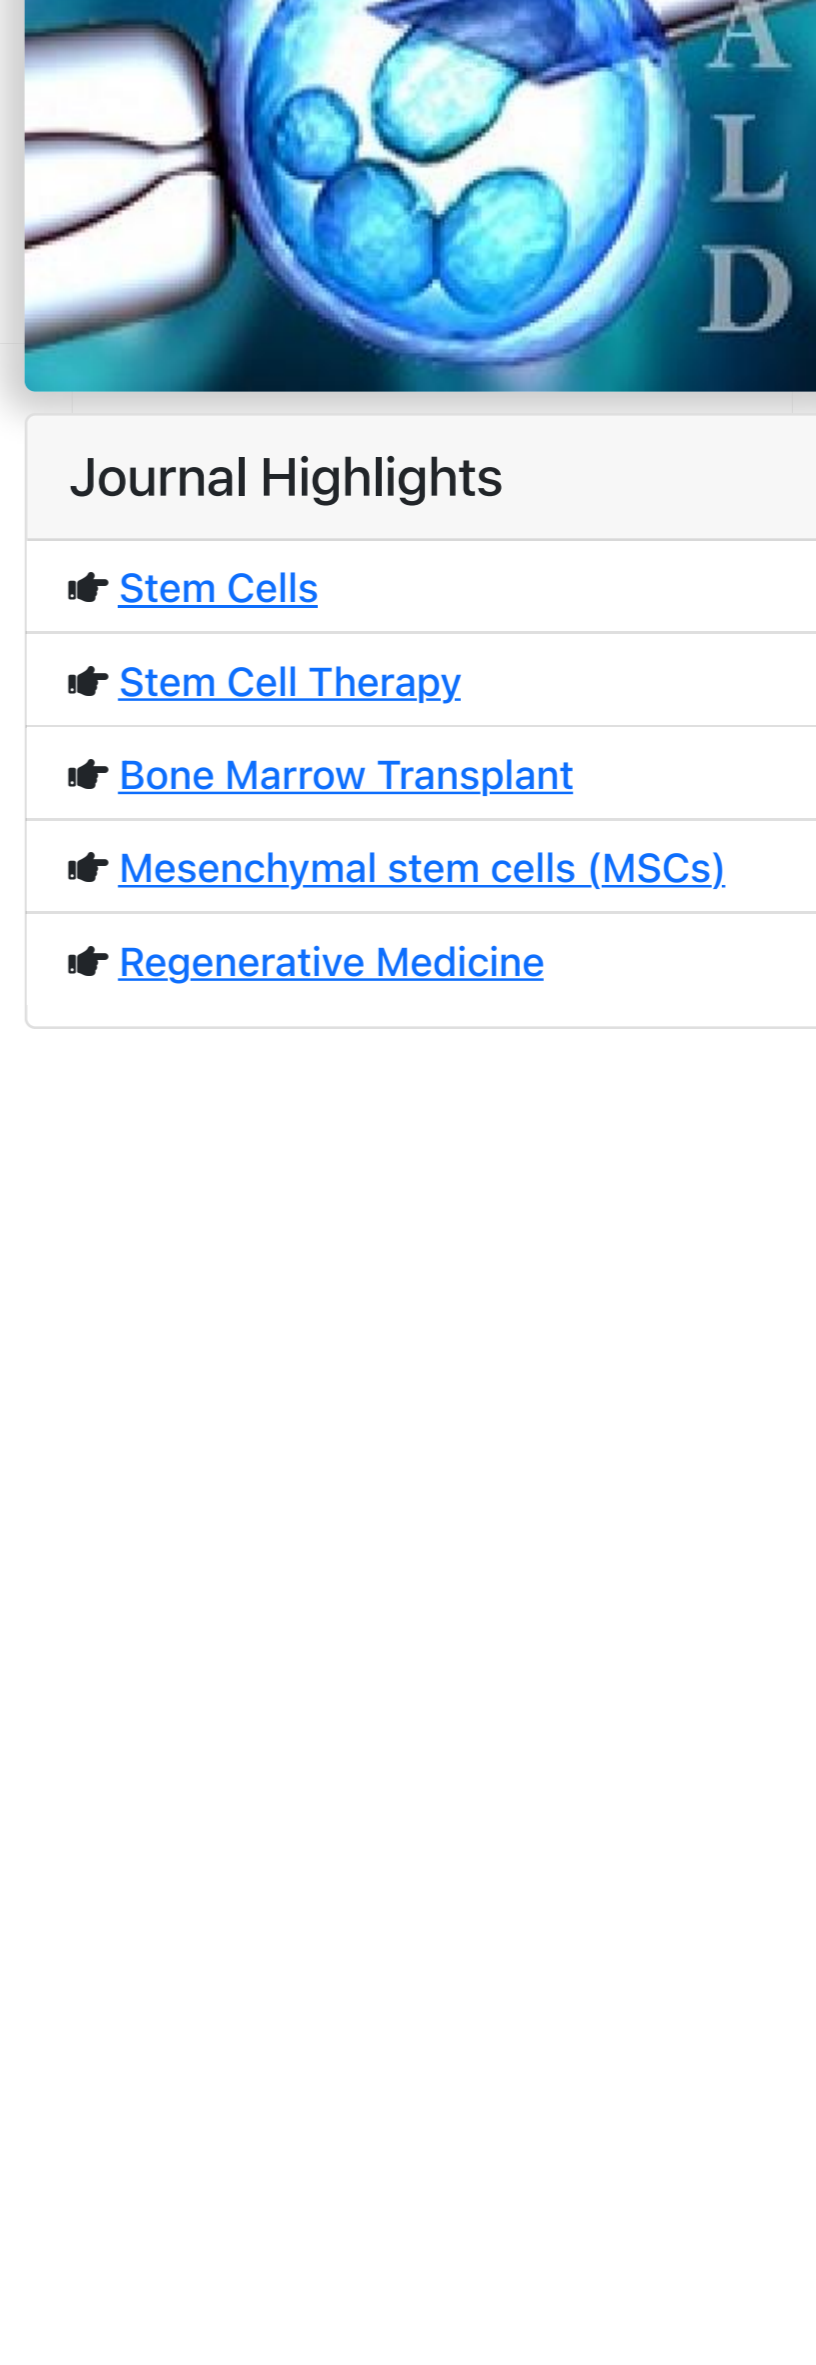 A
L
D
Journal Highlights
Stem Cells
Stem Cell Therapy
Bone Marrow Transplant
Mesenchymal stem cells (MSCs)
Regenerative Medicine